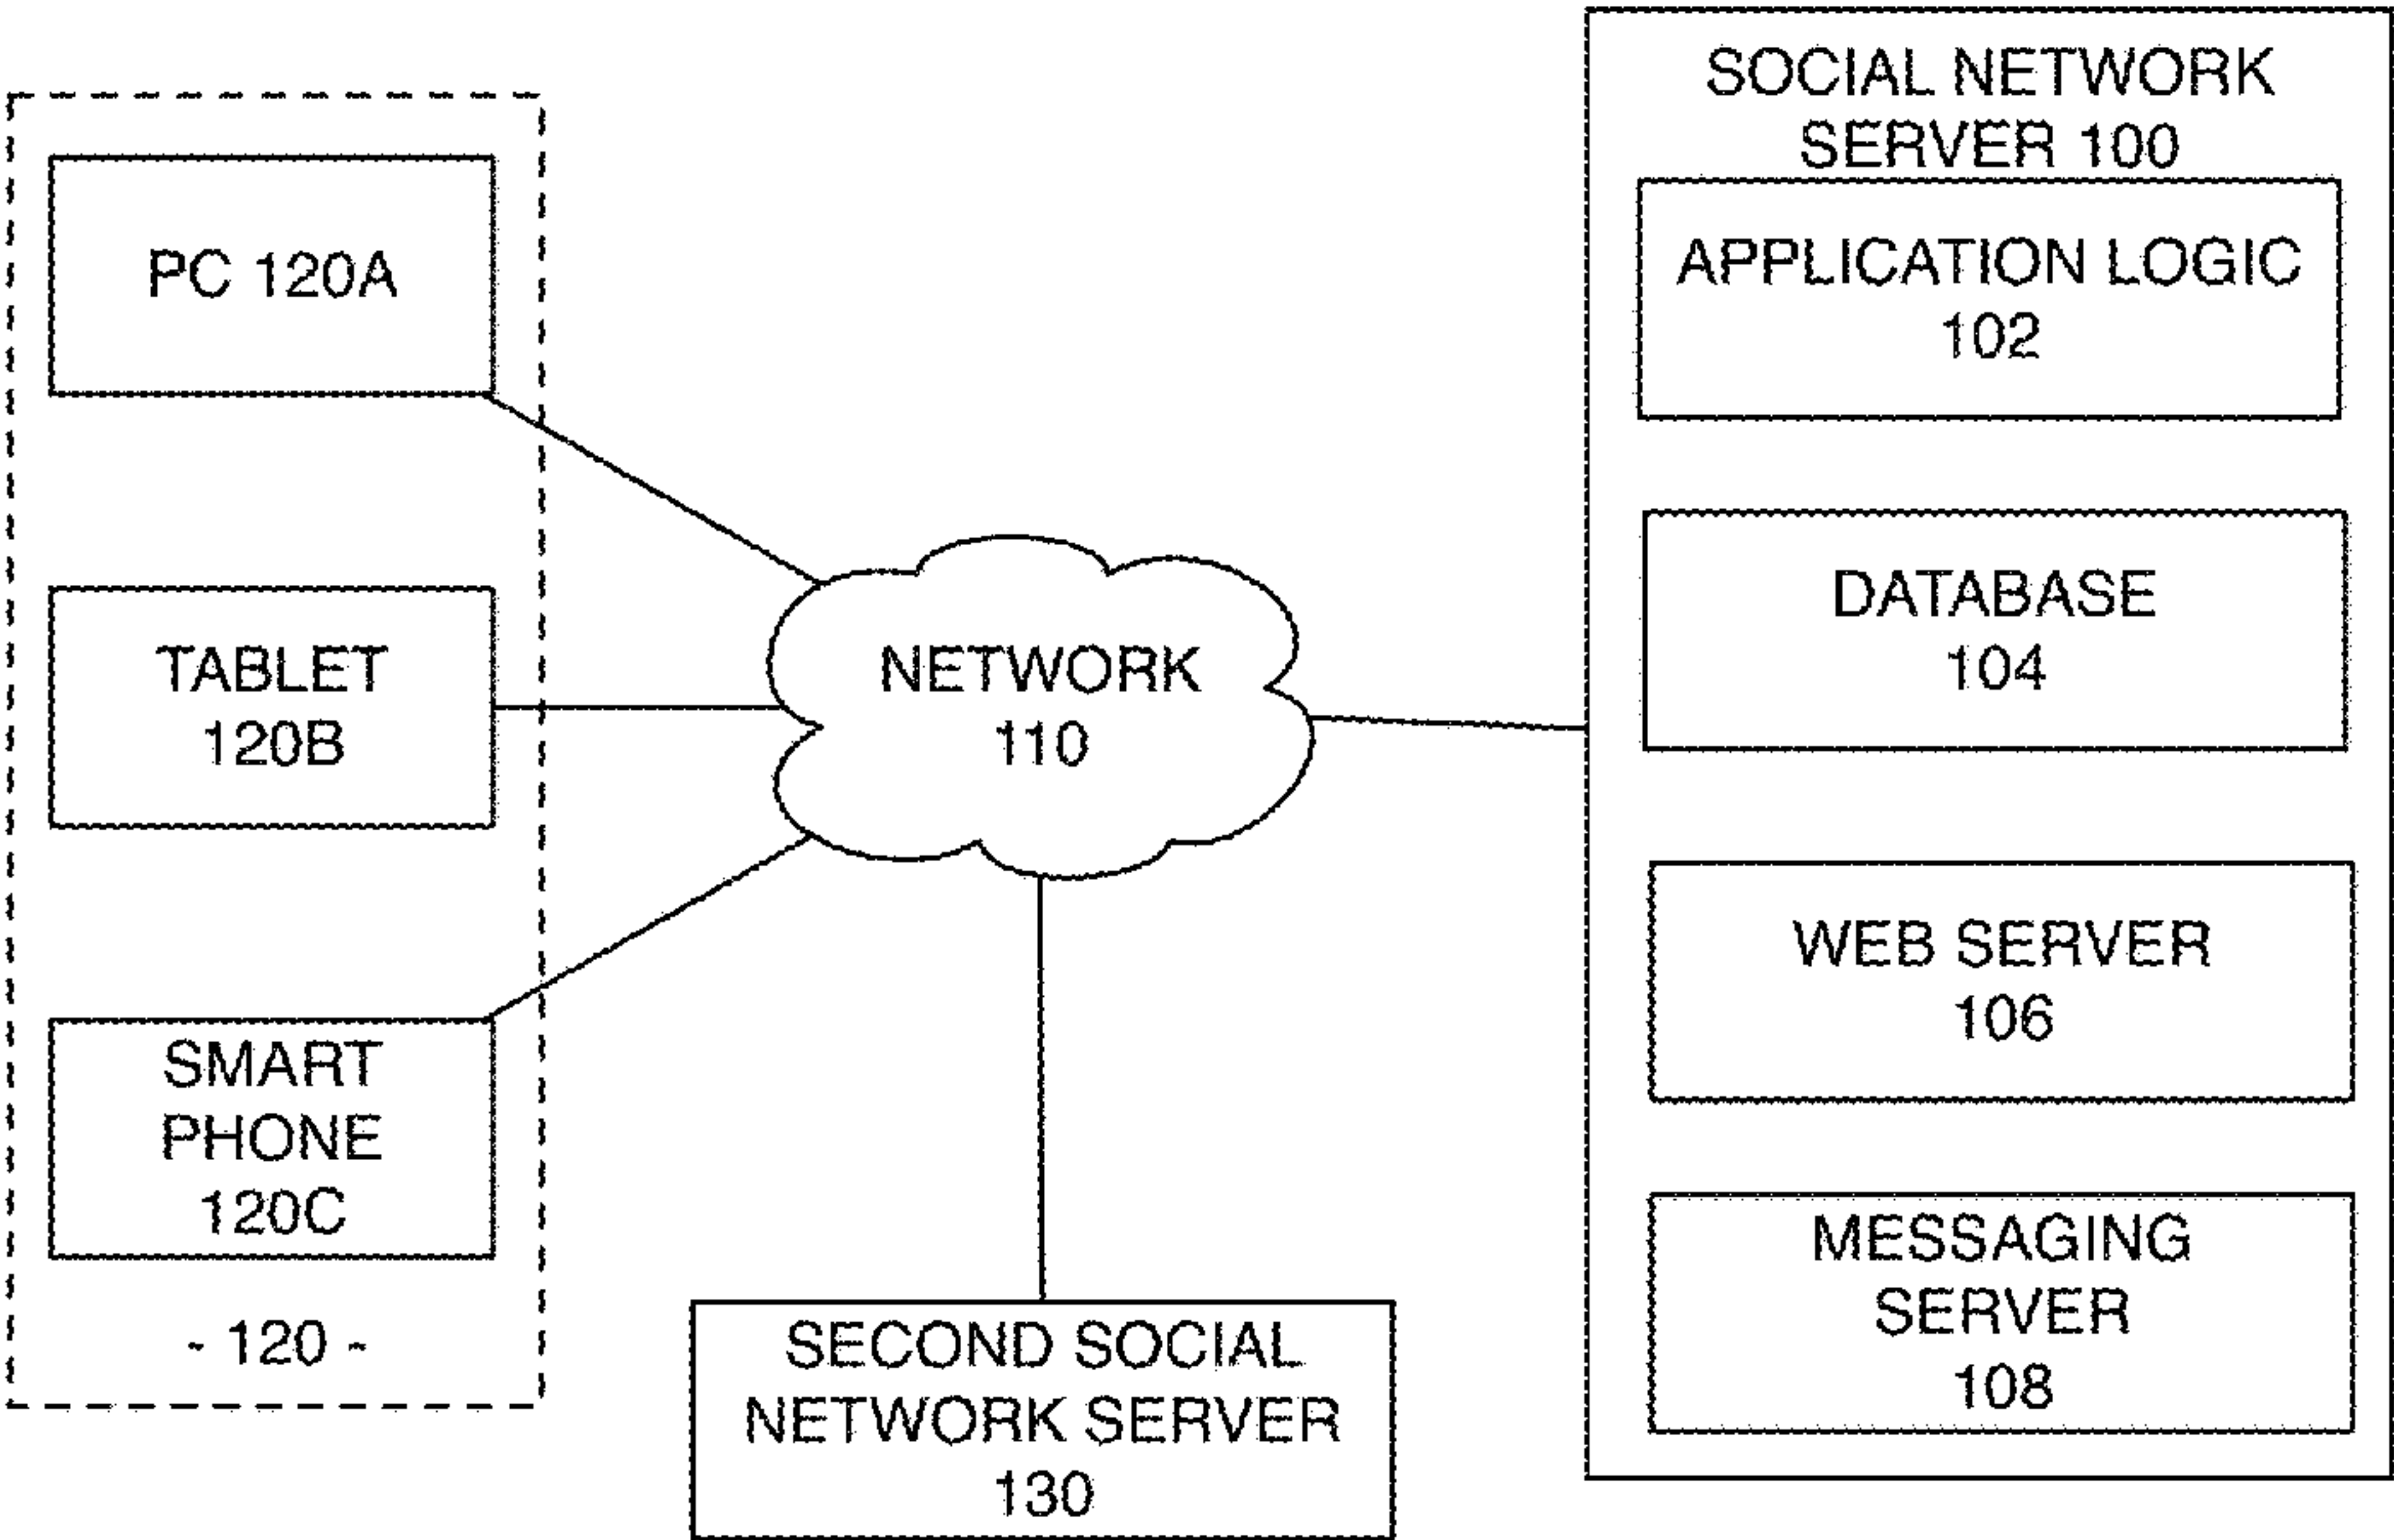 PC 120A
TABLET
120B
SMART
PHONE
120C
- 120 -
NETWORK
110
SECOND SOCIAL
NETWORK SERVER
130
SOCIAL NETWORK
SERVER 100
APPLICATION LOGIC
102
DATABASE
104
WEB SERVER
106
MESSAGING
SERVER
108